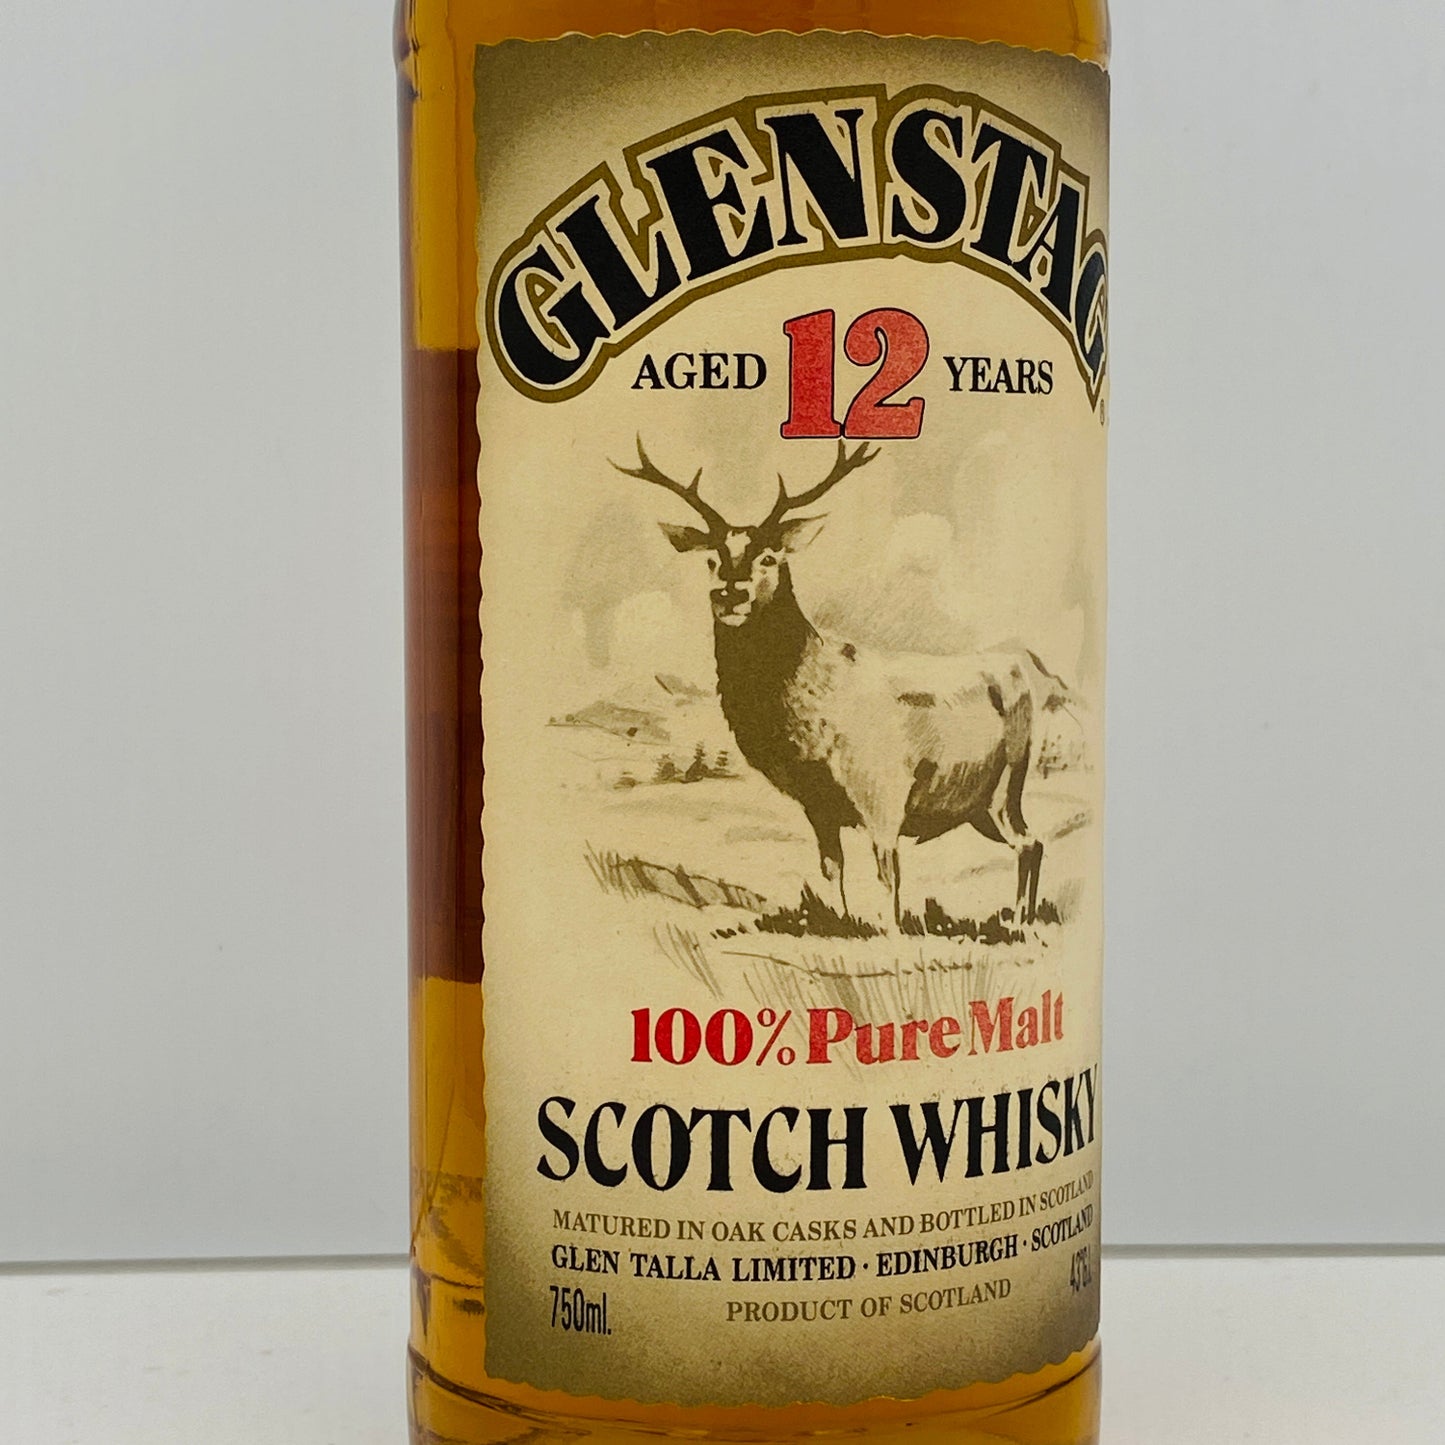 GLENSTAG
AGED 12 YEARS
100% Pure Malt
SCOTCH WHISKY
MATURED IN OAK CASKS AND BOTTLED IN SCOTLAND
GLEN TALLA LIMITED · EDINBURGH · SCOTLAND
750ml. 43%
PRODUCT OF SCOTLAND